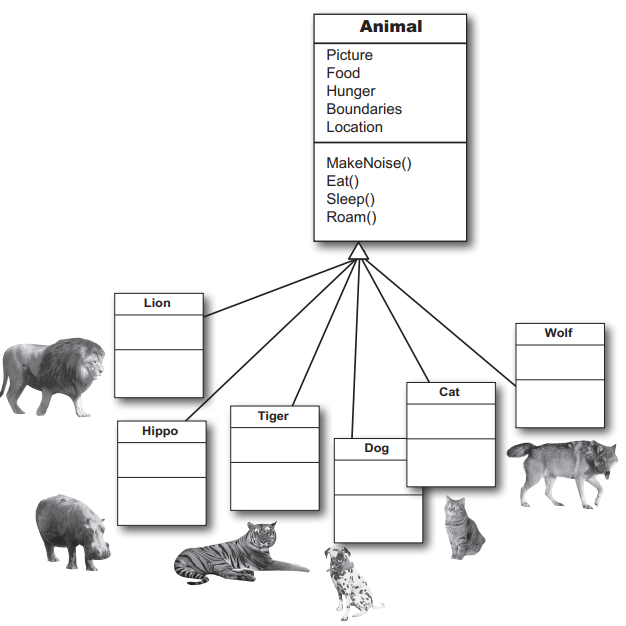 Animal
Picture
Food
Hunger
Boundaries
Location
MakeNoise()
Eat()
Sleep()
Roam()
Lion
Wolf
Cat
Tiger
Hippo
Dog